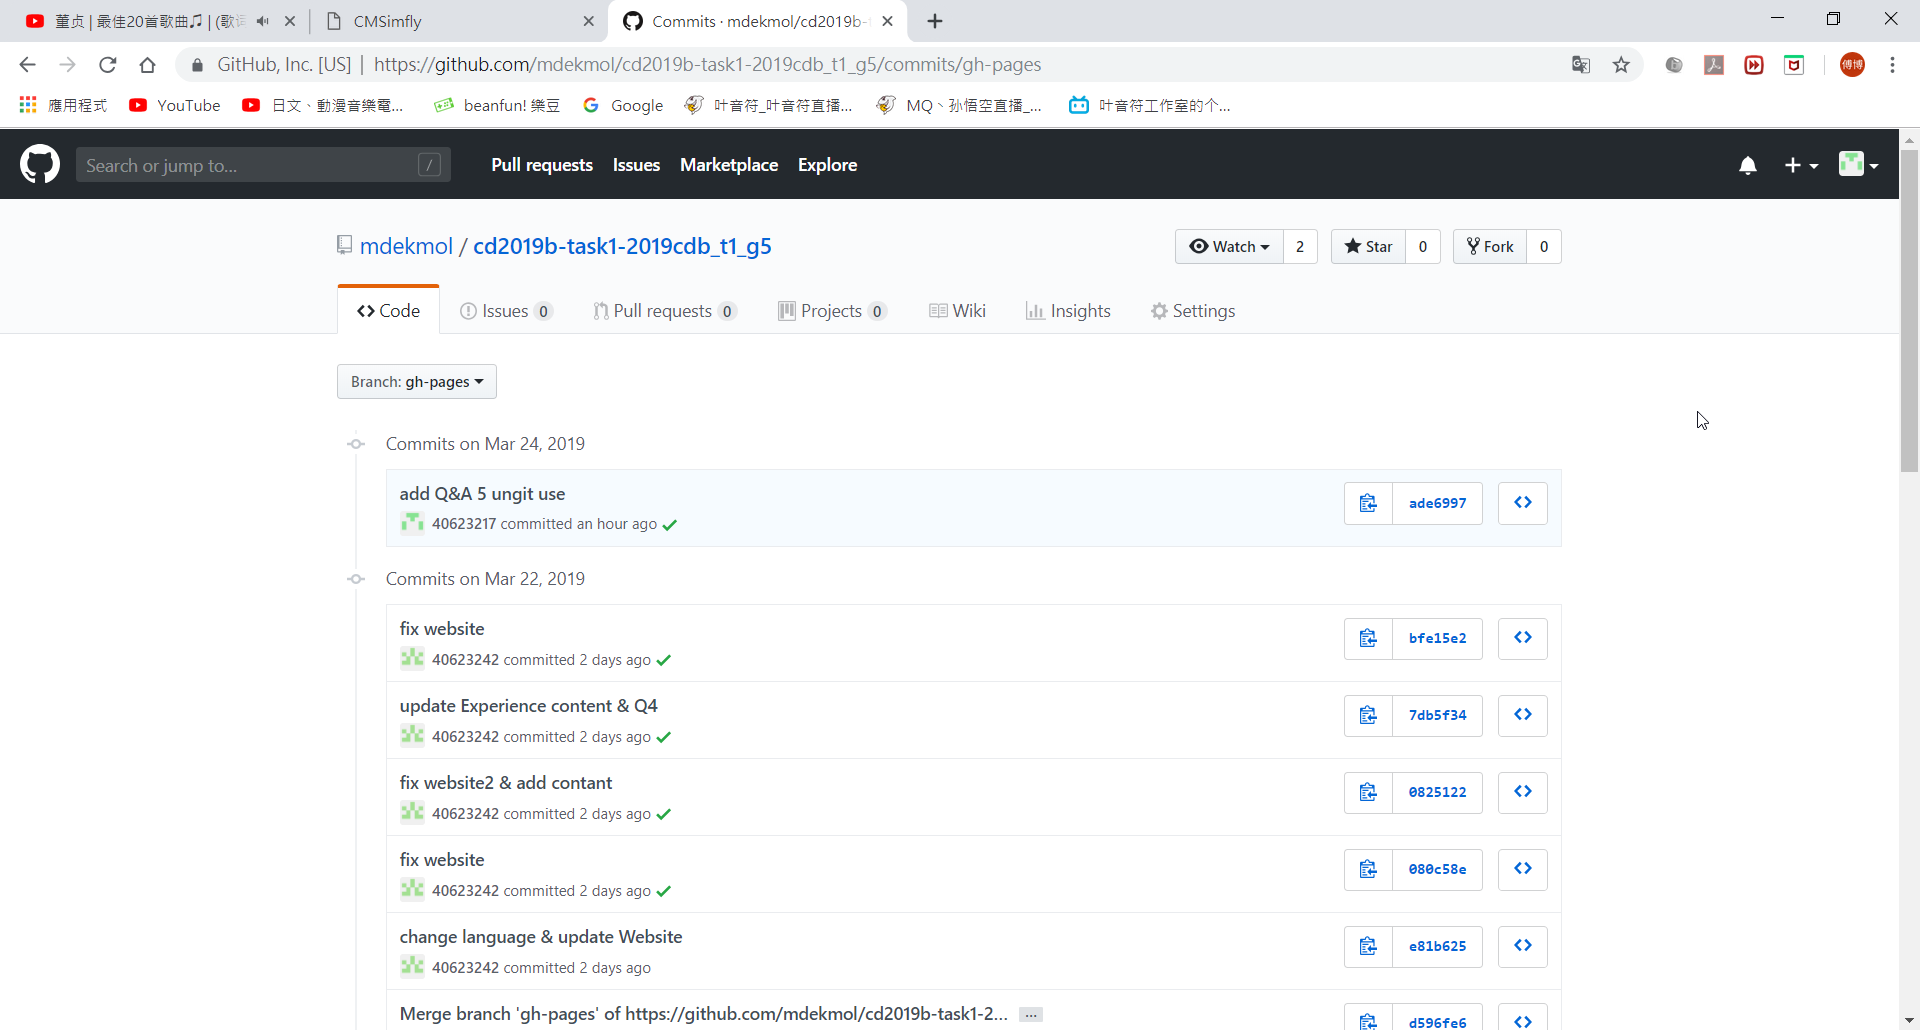 董贞 | 最佳20首歌曲🎵 | (歌词
CMSimfly
Commits · mdekmol/cd2019b-t
GitHub, Inc. [US] | https://github.com/mdekmol/cd2019b-task1-2019cdb_t1_g5/commits/gh-pages
傅博
應用程式
YouTube
日文、動漫音樂電...
beanfun! 樂豆
Google
叶音符_叶音符直播...
MQ丶孙悟空直播_...
叶音符工作室的个...
Search or jump to...
/
Pull requests
Issues
Marketplace
Explore
mdekmol / cd2019b-task1-2019cdb_t1_g5
Watch 2
Star 0
Fork 0
Code
Issues 0
Pull requests 0
Projects 0
Wiki
Insights
Settings
Branch: gh-pages
Commits on Mar 24, 2019
add Q&A 5 ungit use
40623217 committed an hour ago
ade6997
Commits on Mar 22, 2019
fix website
40623242 committed 2 days ago
bfe15e2
update Experience content & Q4
40623242 committed 2 days ago
7db5f34
fix website2 & add contant
40623242 committed 2 days ago
0825122
fix website
40623242 committed 2 days ago
080c58e
change language & update Website
40623242 committed 2 days ago
e81b625
Merge branch 'gh-pages' of https://github.com/mdekmol/cd2019b-task1-2... ...
d596fe6